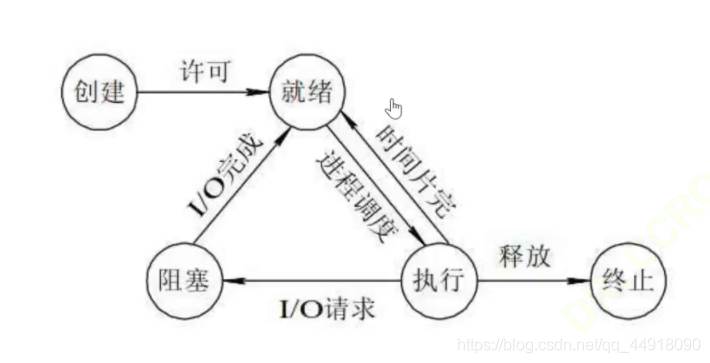 创建
许可
就绪
I/O完成
进程调度
时间片完
阻塞
I/O请求
执行
释放
终止
https://blog.csdn.net/qq_44918090